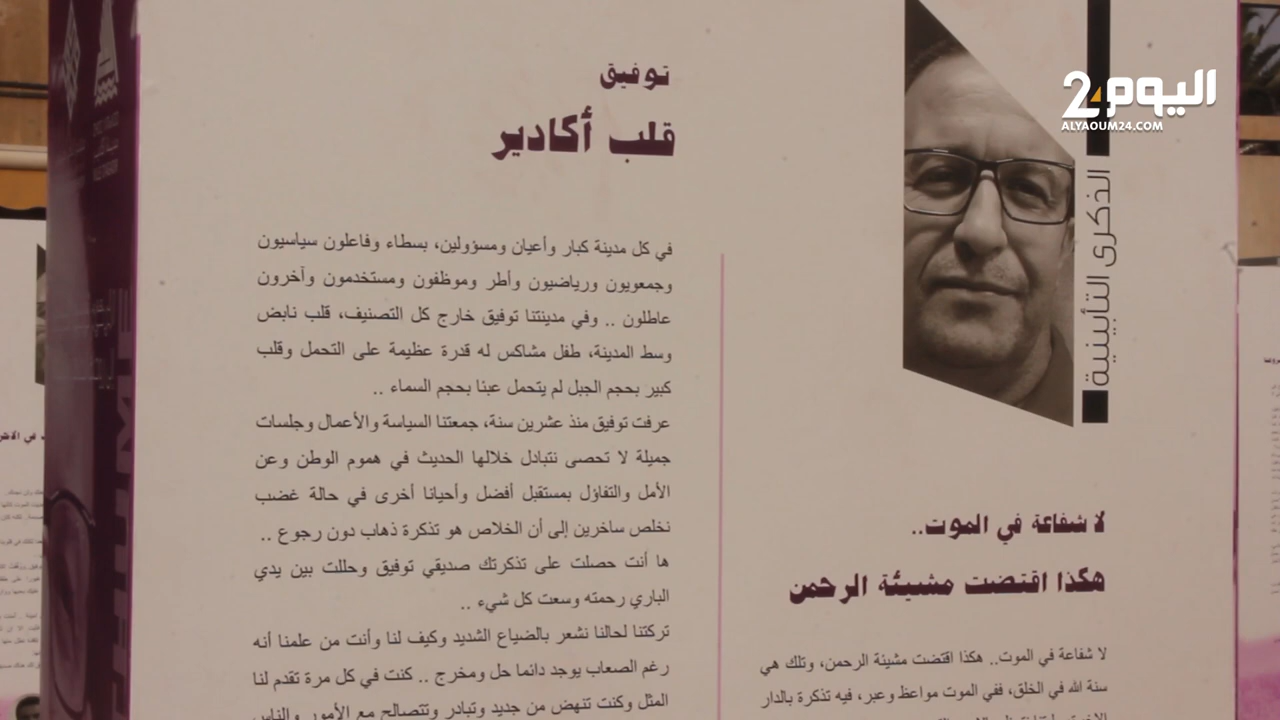 اليوم24
ALYAOUM24.COM
الذكرى التأبينية
لا شفاعة في الموت..
هكذا اقتضت مشيئة الرحمن
لا شفاعة في الموت.. هكذا اقتضت مشيئة الرحمن، وتلك هي
سنة الله في الخلق، ففي الموت مواعظ وعبر، فيه تذكرة بالدار
توفيق
قلب أكادير
في كل مدينة كبار وأعيان ومسؤولين، بسطاء وفاعلون سياسيون
وجمعويون ورياضيون وأطر وموظفون ومستخدمون وآخرون
عاطلون .. وفي مدينتنا توفيق خارج كل التصنيف، قلب نابض
وسط المدينة، طفل مشاكس له قدرة عظيمة على التحمل وقلب
كبير بحجم الجبل لم يتحمل عبئا بحجم السماء ..
عرفت توفيق منذ عشرين سنة، جمعتنا السياسة والأعمال وجلسات
جميلة لا تحصى نتبادل خلالها الحديث في هموم الوطن وعن
الأمل والتفاؤل بمستقبل أفضل وأحيانا أخرى في حالة غضب
نخلص ساخرين إلى أن الخلاص هو تذكرة ذهاب دون رجوع ..
ها أنت حصلت على تذكرتك صديقي توفيق وحللت بين يدي
الباري رحمته وسعت كل شيء ..
تركتنا لحالنا نشعر بالضياع الشديد وكيف لنا وأنت من علمنا أنه
رغم الصعاب يوجد دائما حل ومخرج .. كنت في كل مرة تقدم لنا
المثل وكنت تنهض من جديد وتبادر وتتصالح مع الأمور والناس